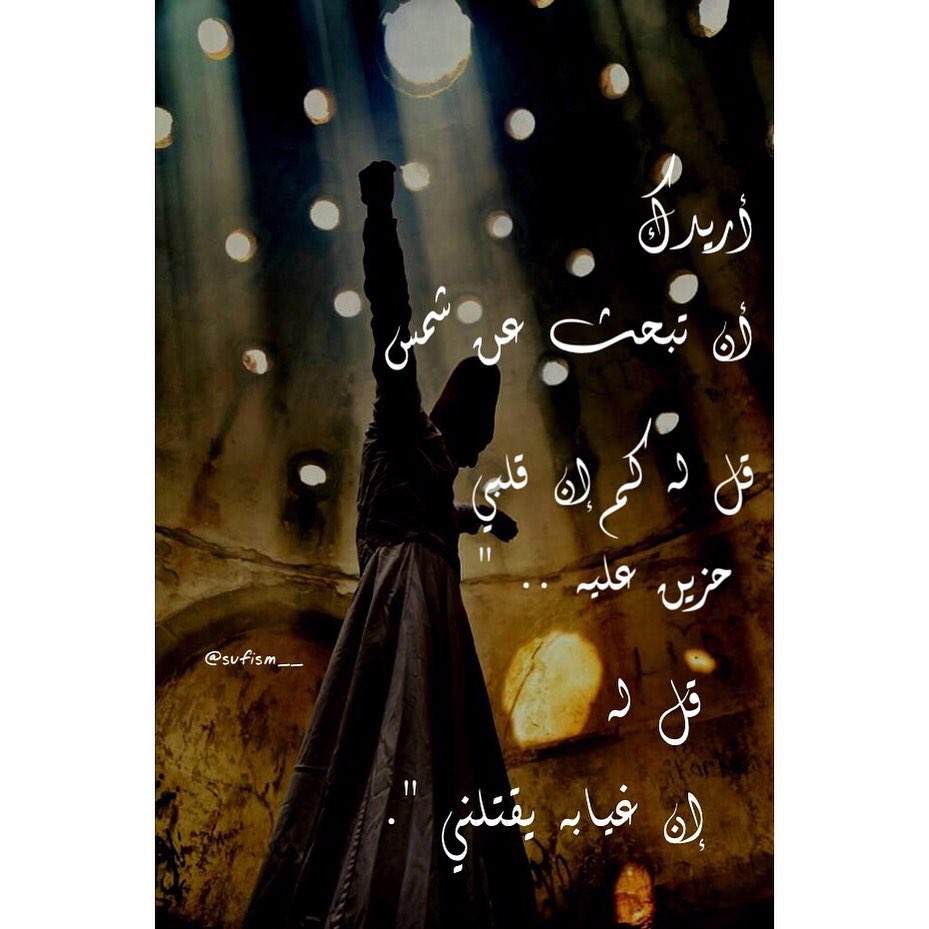 أريدك
أن تبحث عن شمس
قل له كم إن قلبي
حزين عليه .. "
@sufism__
قل له
إن غيابه يقتلني ".